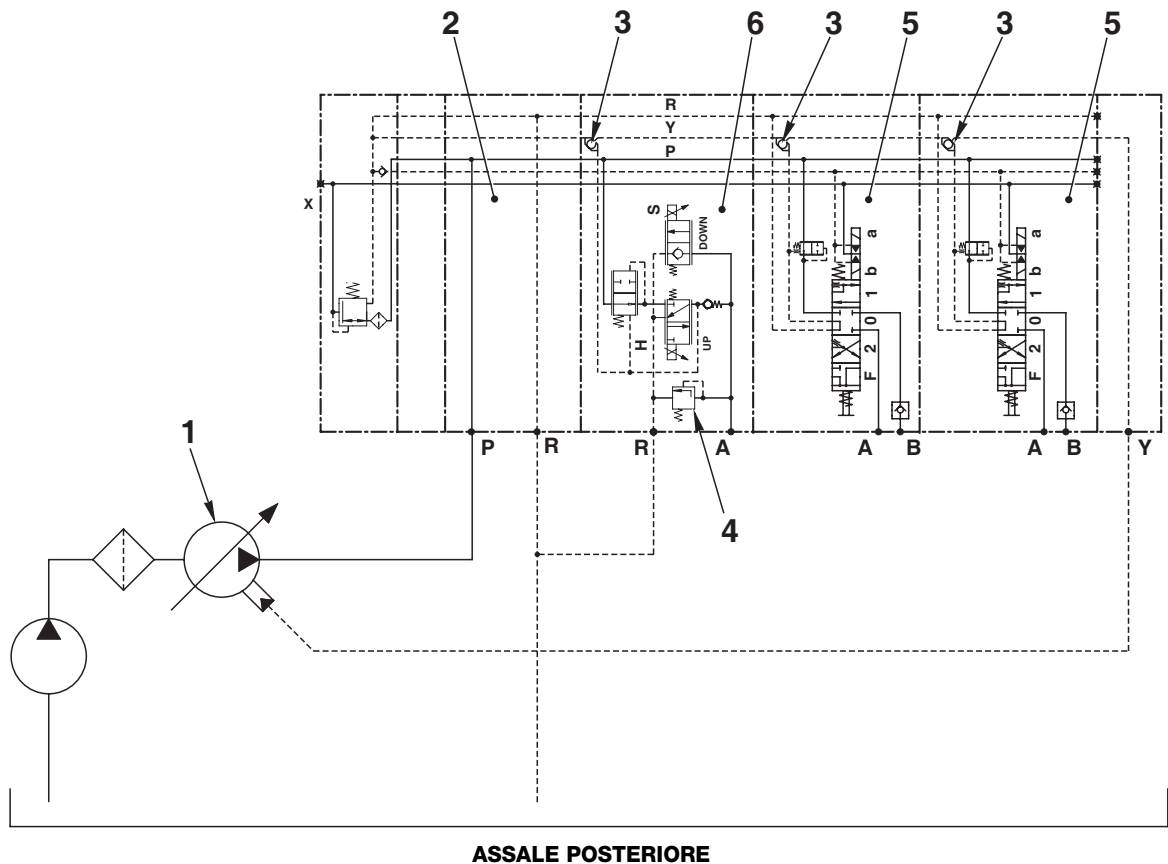 2 3 6 3 5 3 5
R
Y
P
x
S
DOWN
H
UP
a
b
1
0
2
F
a
b
1
0
2
F
P R R A A B A B Y
1
4
ASSALE POSTERIORE